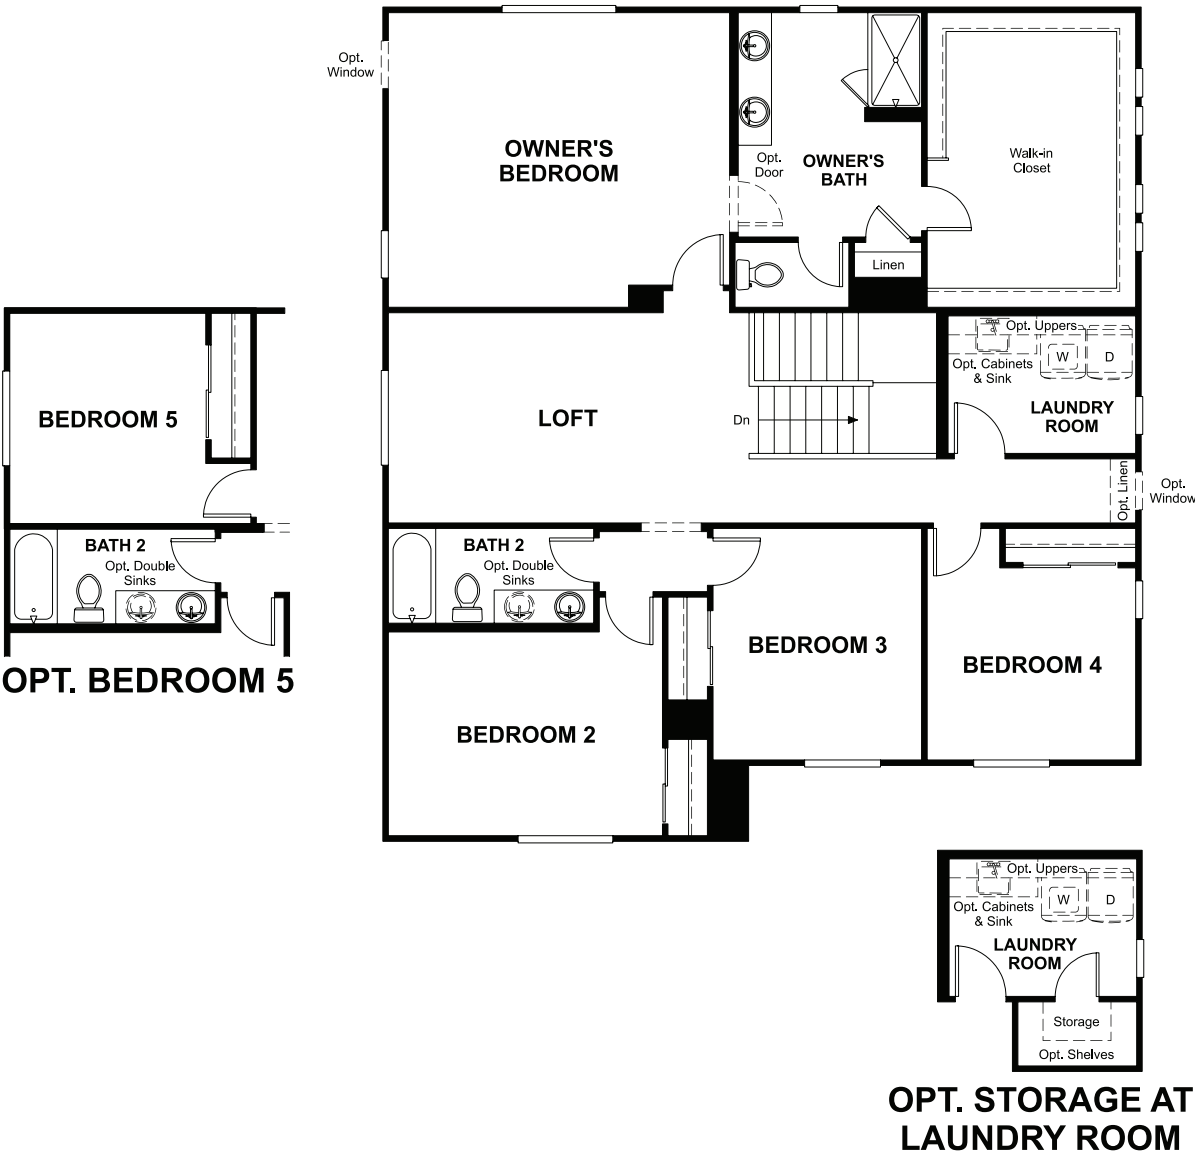 Opt.
Window
OWNER'S
BEDROOM
Opt.
Door
OWNER'S
BATH
Walk-in
Closet
Linen
BEDROOM 5
LOFT
Dn
Opt. Uppers
W
D
Opt. Cabinets
& Sink
LAUNDRY
ROOM
Opt. Linen
Opt.
Window
BATH 2
Opt. Double
Sinks
BATH 2
Opt. Double
Sinks
OPT. BEDROOM 5
BEDROOM 2
BEDROOM 3
BEDROOM 4
Opt. Uppers
W
D
Opt. Cabinets
& Sink
LAUNDRY
ROOM
Storage
Opt. Shelves
OPT. STORAGE AT
LAUNDRY ROOM